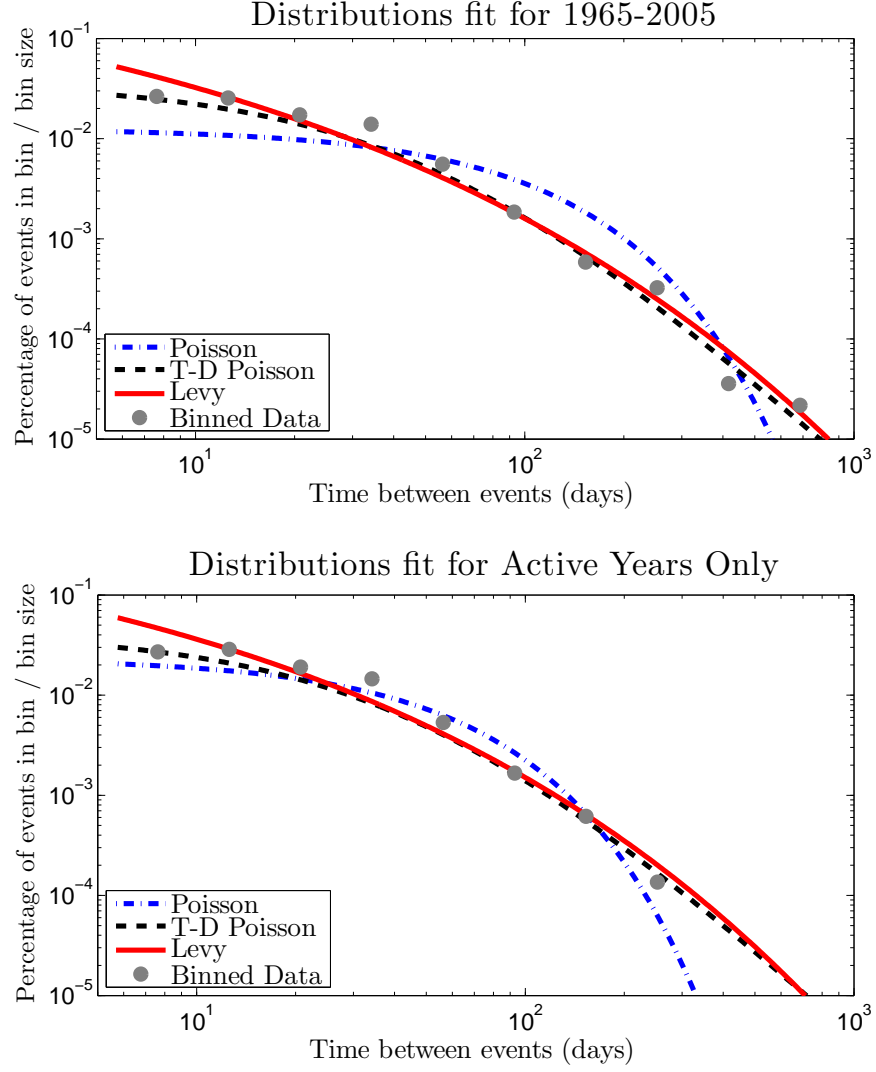 Distributions fit for 1965-2005
Percentage of events in bin / bin size
10^-1
10^-2
10^-3
10^-4
10^-5
Poisson
T-D Poisson
Levy
Binned Data
10^1
10^2
10^3
Time between events (days)
Distributions fit for Active Years Only
Percentage of events in bin / bin size
10^-1
10^-2
10^-3
10^-4
10^-5
Poisson
T-D Poisson
Levy
Binned Data
10^1
10^2
10^3
Time between events (days)